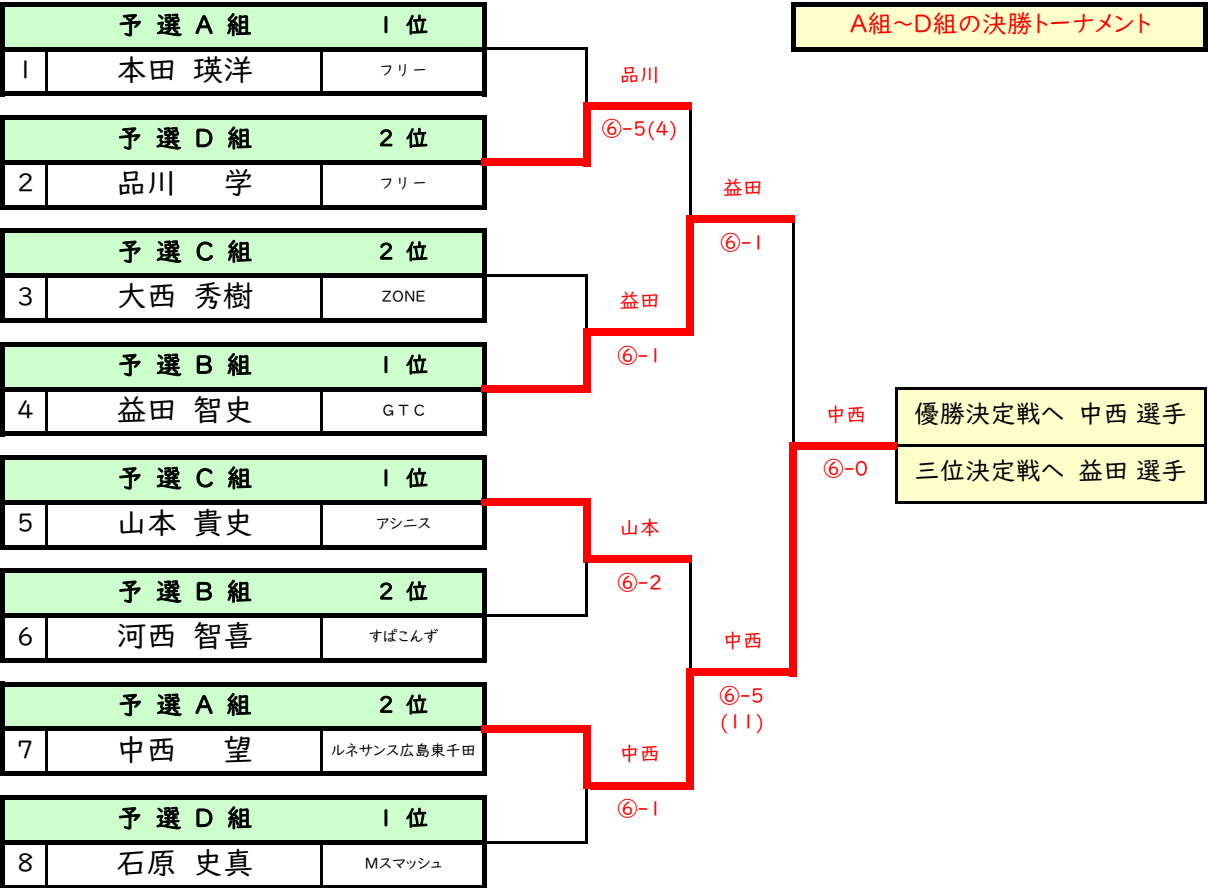 予選A組 1位
1 本田 瑛洋 フリー
予選D組 2位
2 品川 学 フリー
予選C組 2位
3 大西 秀樹 ZONE
予選B組 1位
4 益田 智史 GTC
予選C組 1位
5 山本 貴史 アシニス
予選B組 2位
6 河西 智喜 すぱこんず
予選A組 2位
7 中西 望 ルネサンス広島東千田
予選D組 1位
8 石原 史真 Mスマッシュ
品川
⑥-5(4)
益田
⑥-1
山本
⑥-2
中西
⑥-1
益田
⑥-1
中西
⑥-5
(11)
中西
⑥-0
A組~D組の決勝トーナメント
優勝決定戦へ 中西 選手
三位決定戦へ 益田 選手